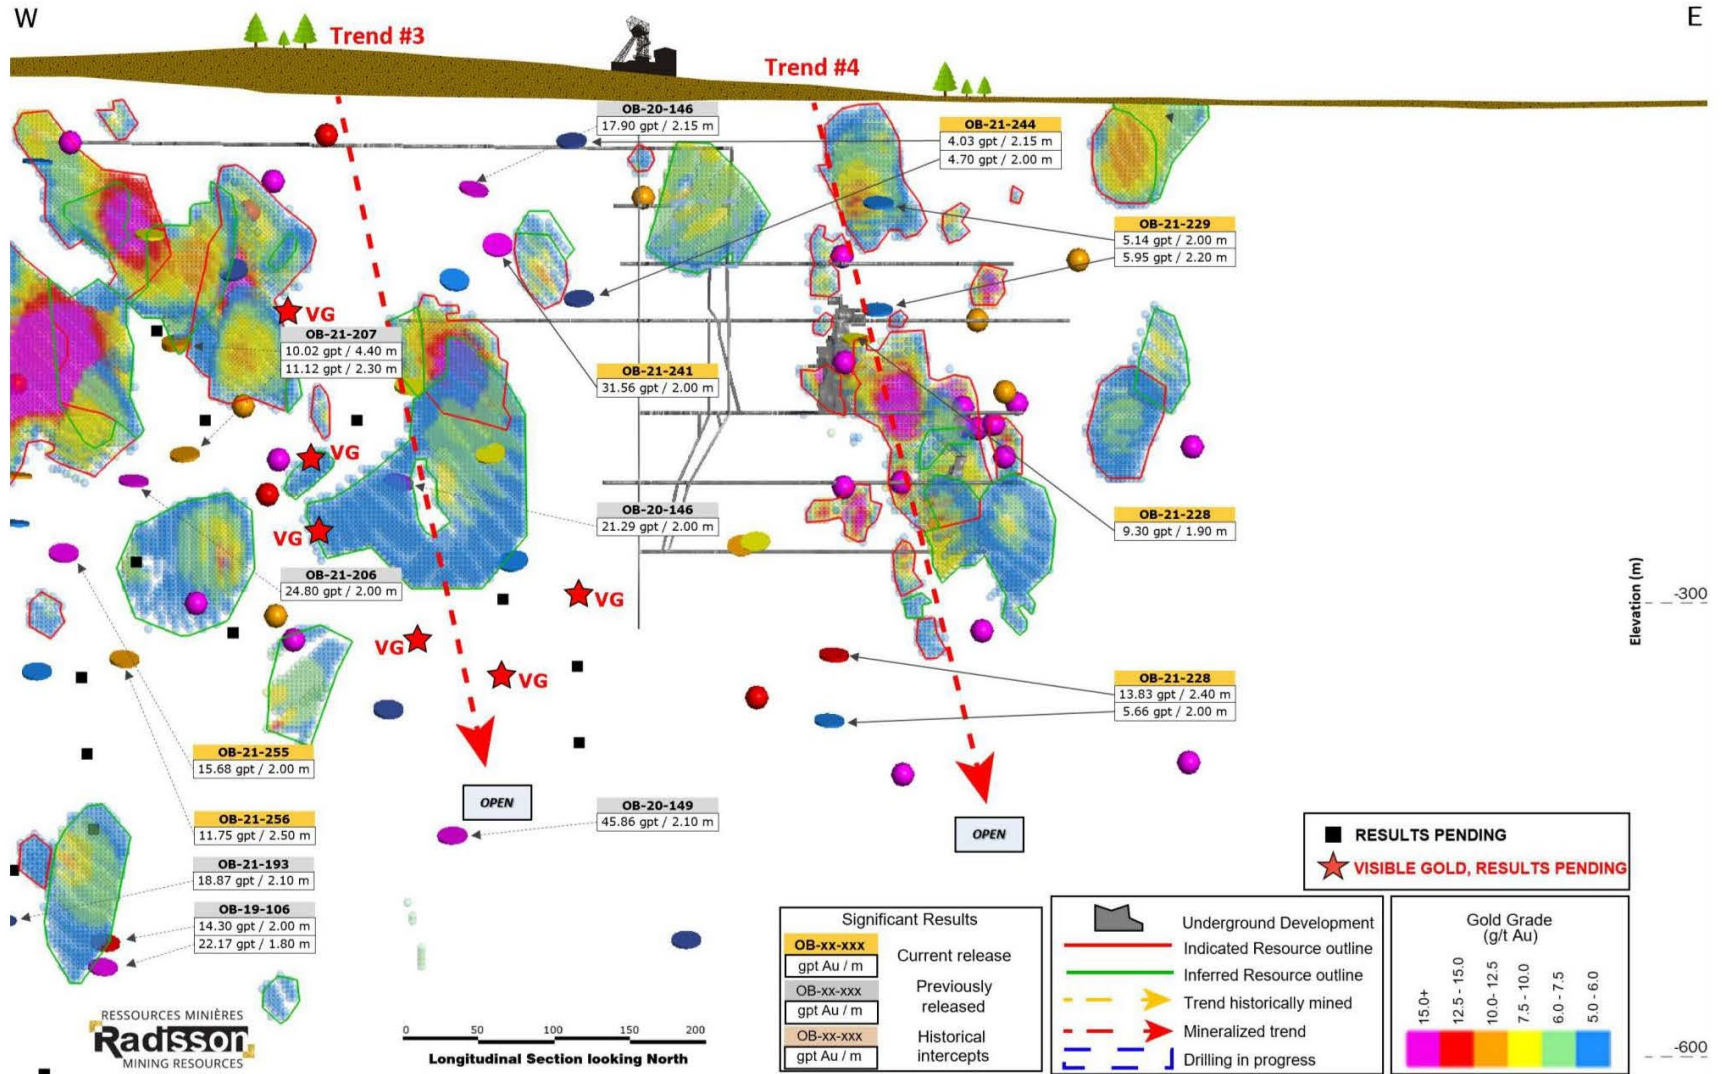 W
E
Trend #3
Trend #4
OB-20-146
17.90 gpt / 2.15 m
OB-21-244
4.03 gpt / 2.15 m
4.70 gpt / 2.00 m
OB-21-229
5.14 gpt / 2.00 m
5.95 gpt / 2.20 m
VG
OB-21-207
10.02 gpt / 4.40 m
11.12 gpt / 2.30 m
OB-21-241
31.56 gpt / 2.00 m
VG
OB-20-146
21.29 gpt / 2.00 m
OB-21-228
9.30 gpt / 1.90 m
VG
OB-21-206
24.80 gpt / 2.00 m
VG
VG
VG
Elevation (m)
-300
OB-21-228
13.83 gpt / 2.40 m
5.66 gpt / 2.00 m
OB-21-255
15.68 gpt / 2.00 m
OPEN
OPEN
OB-20-149
45.86 gpt / 2.10 m
OB-21-256
11.75 gpt / 2.50 m
OB-21-193
18.87 gpt / 2.10 m
OB-19-106
14.30 gpt / 2.00 m
22.17 gpt / 1.80 m
RESULTS PENDING
VISIBLE GOLD, RESULTS PENDING
Significant Results
OB-xx-xxx
gpt Au / m
Current release
OB-xx-xxx
gpt Au / m
Previously
released
OB-xx-xxx
gpt Au / m
Historical
intercepts
Underground Development
Indicated Resource outline
Inferred Resource outline
Trend historically mined
Mineralized trend
Drilling in progress
Gold Grade
(g/t Au)
15.0+
12.5 - 15.0
10.0- 12.5
7.5 - 10.0
6.0 - 7.5
5.0 - 6.0
-600
RESSOURCES MINIÈRES
Radisson
MINING RESOURCES
0 50 100 150 200
Longitudinal Section looking North